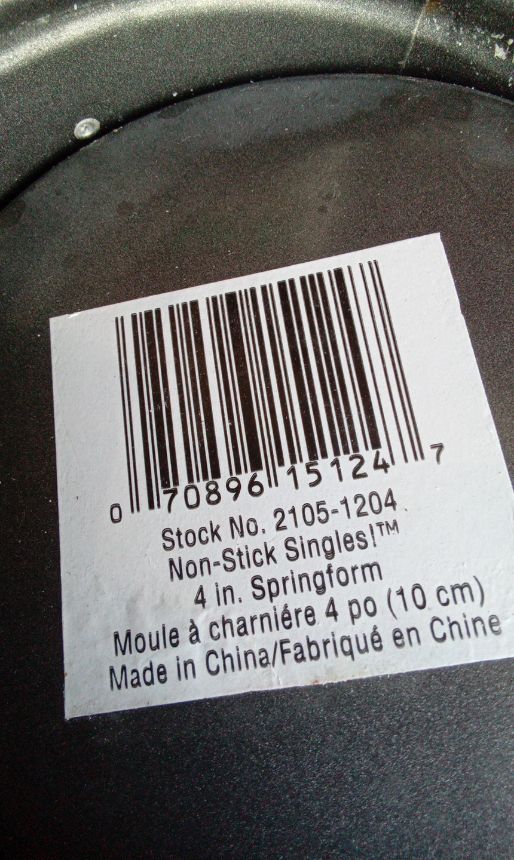 0 70896 15124 7
Stock No. 2105-1204
Non-Stick Singles!™
4 in. Springform
Moule à charniére 4 po (10 cm)
Made in China/Fabriqué en Chine